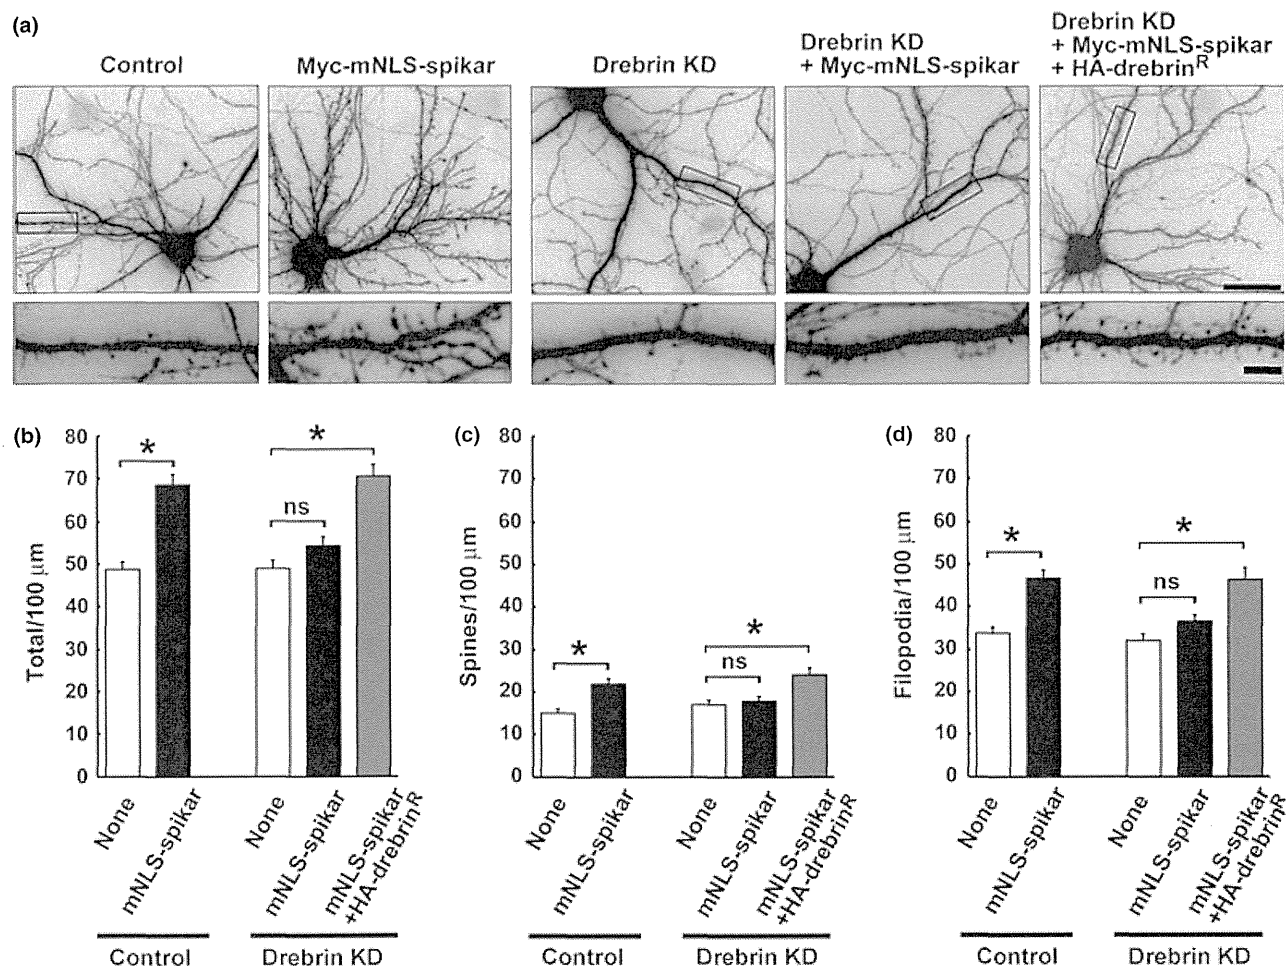 (a)
Control
Myc-mNLS-spikar
Drebrin KD
Drebrin KD
+ Myc-mNLS-spikar
Drebrin KD
+ Myc-mNLS-spikar
+ HA-drebrinR
(b)
Total/100 μm
80
70
60
50
40
30
20
10
0
*
ns
*
None
mNLS-spikar
None
mNLS-spikar
mNLS-spikar
+HA-drebrinR
Control
Drebrin KD
(c)
Spines/100 μm
80
70
60
50
40
30
20
10
0
*
ns
*
None
mNLS-spikar
None
mNLS-spikar
mNLS-spikar
+HA-drebrinR
Control
Drebrin KD
(d)
Filopodia/100 μm
80
70
60
50
40
30
20
10
0
*
ns
*
None
mNLS-spikar
None
mNLS-spikar
mNLS-spikar
+HA-drebrinR
Control
Drebrin KD